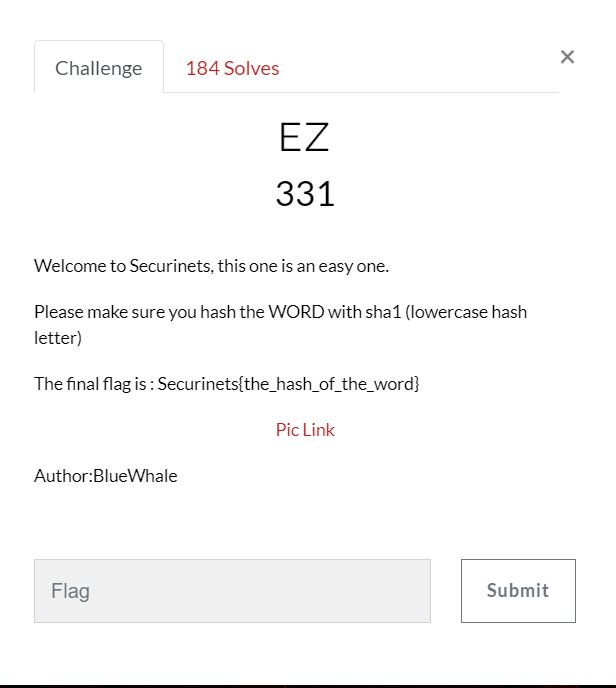 Challenge
184 Solves
×
EZ
331
Welcome to Securinets, this one is an easy one.
Please make sure you hash the WORD with sha1 (lowercase hash
letter)
The final flag is : Securinets{the_hash_of_the_word}
Pic Link
Author:BlueWhale
Flag
Submit